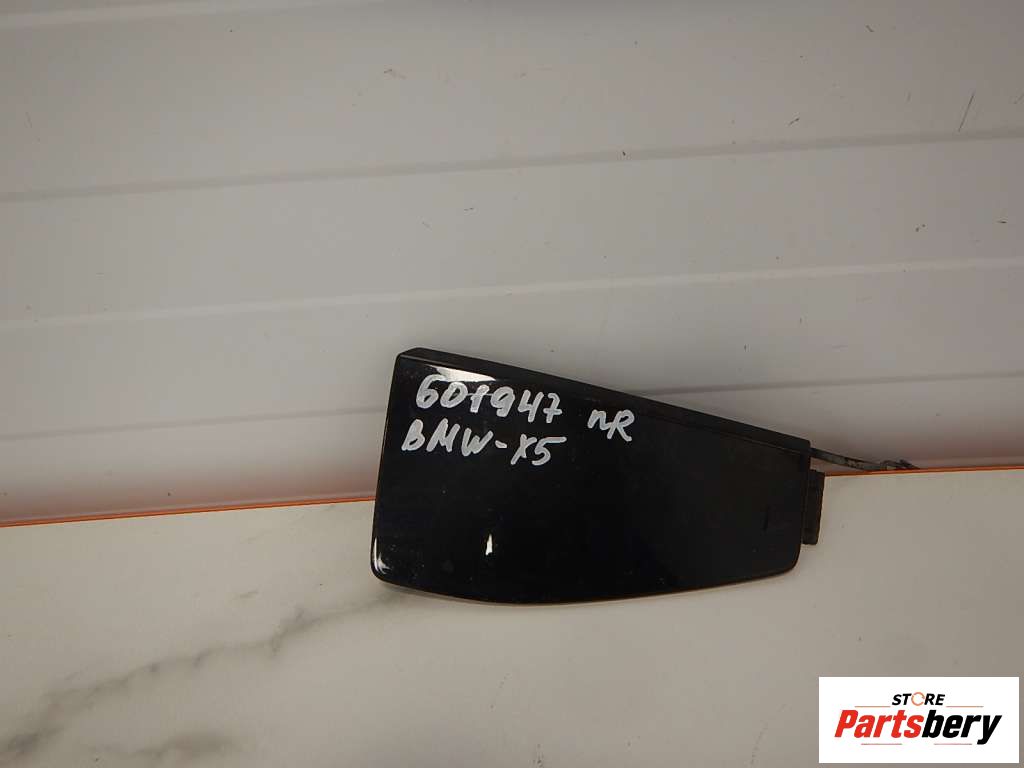 601947 nR
BMW-X5
STORE
Partsbery